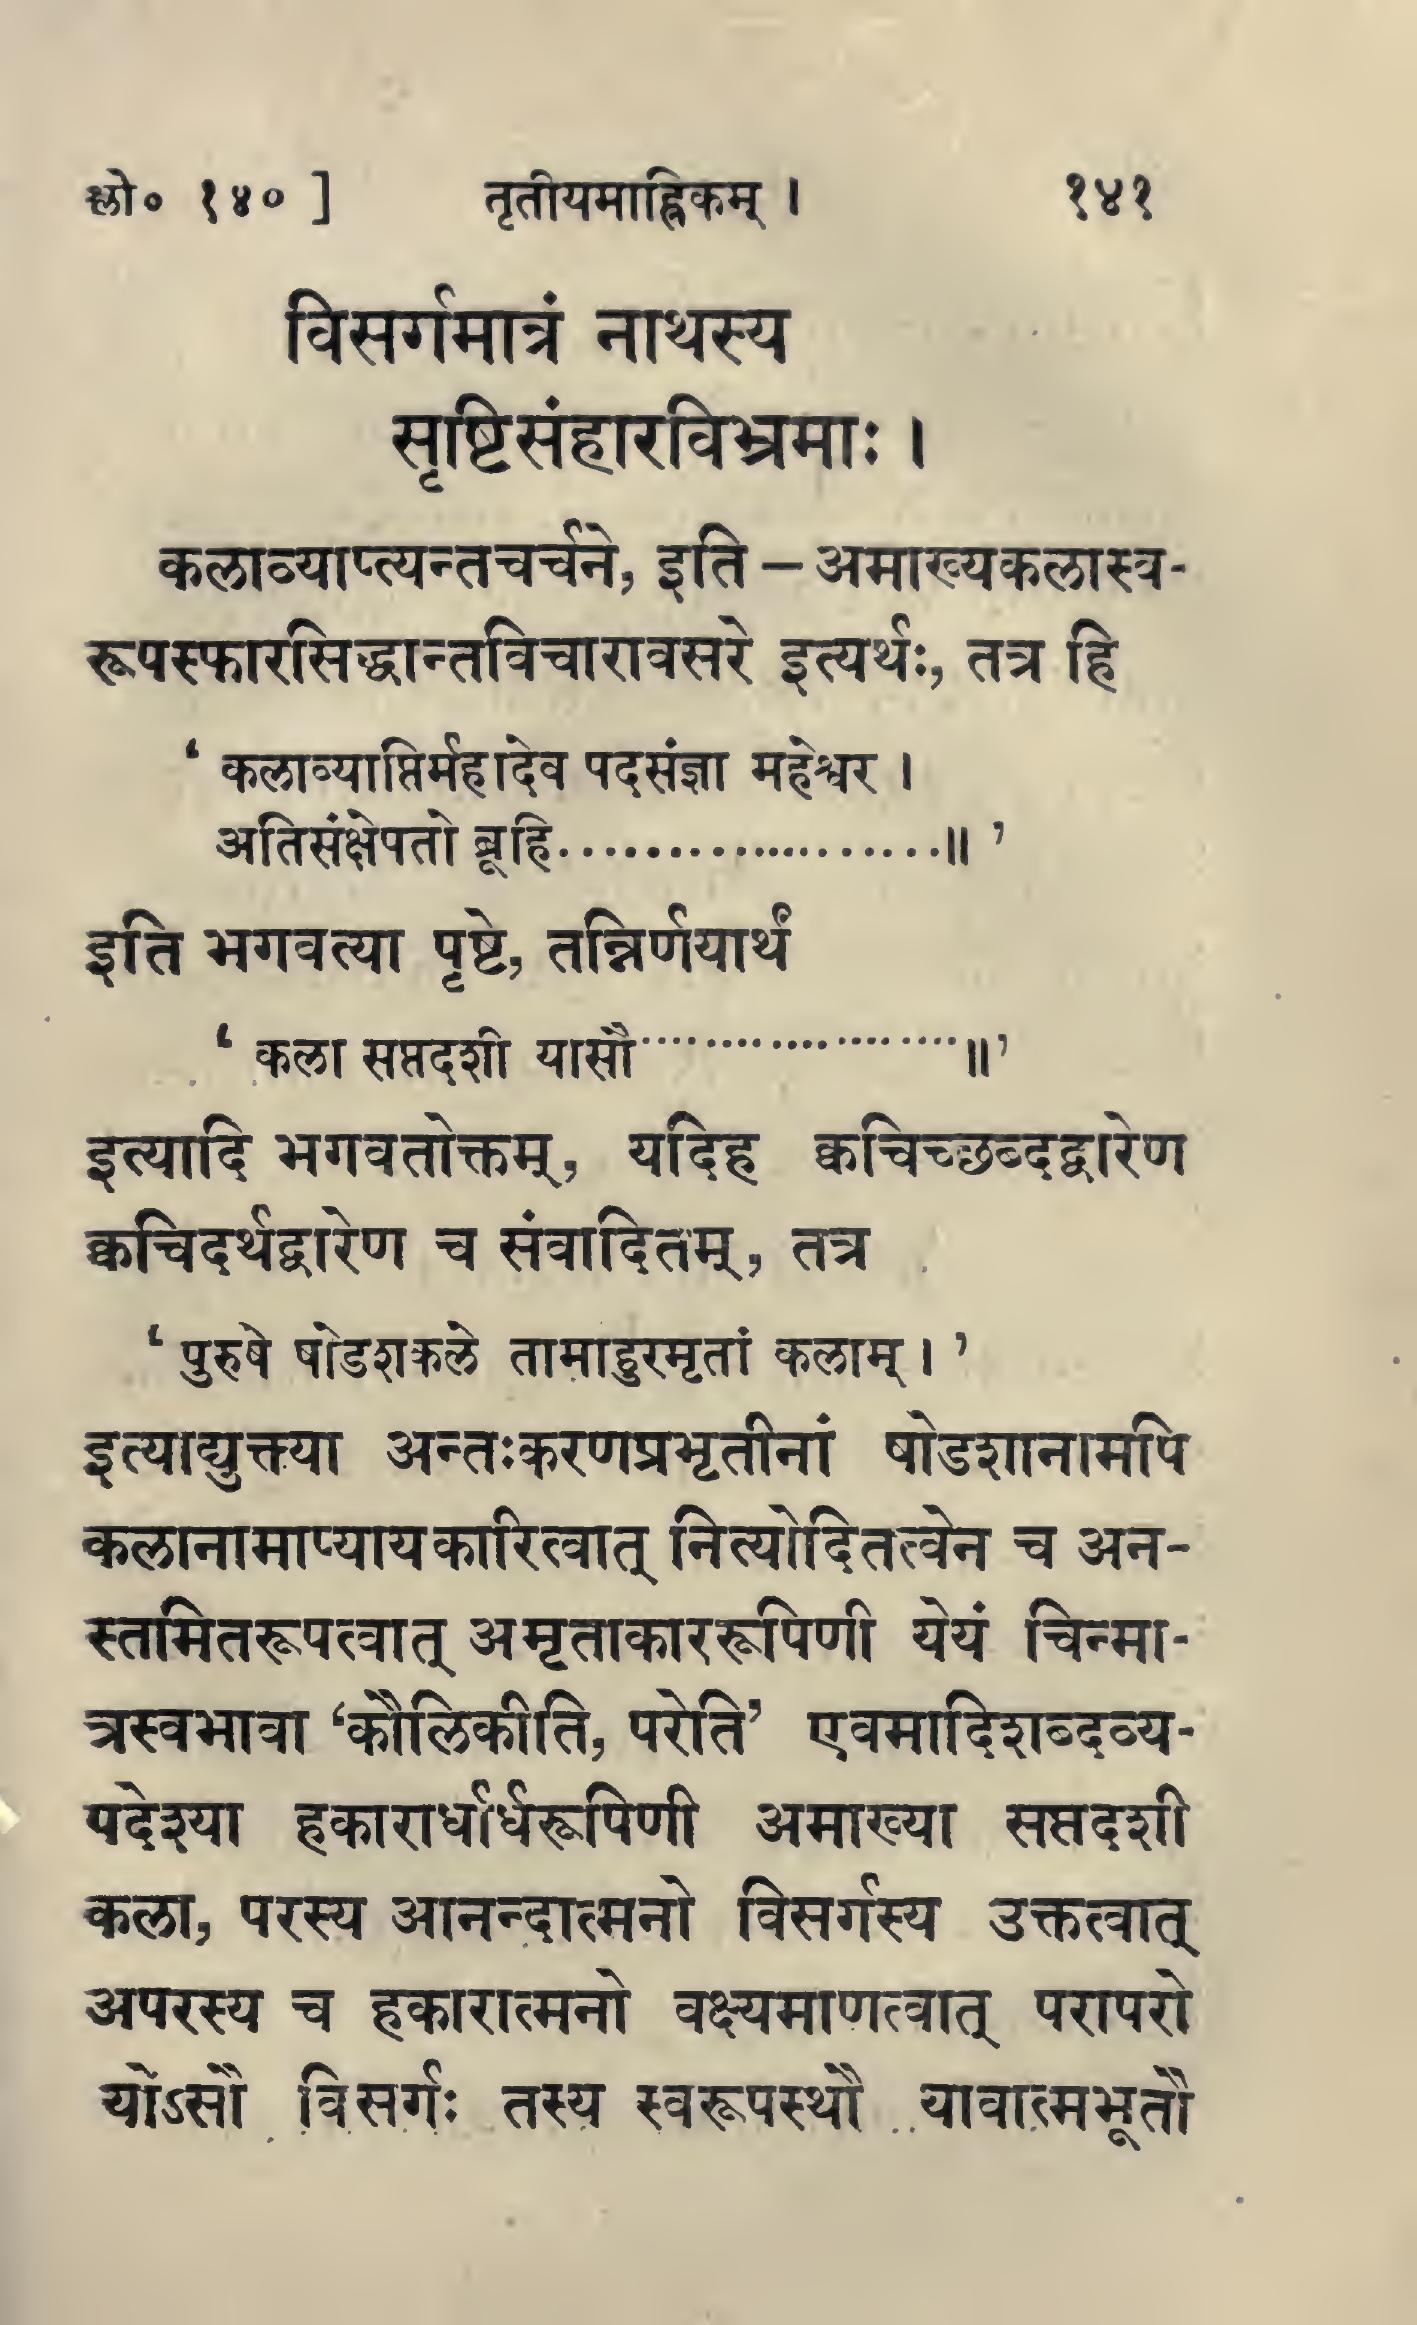 श्लो० १४० ] तृतीयमाह्निकम् । १४१
विसर्गमात्रं नाथस्य
सृष्टिसंहारविभ्रमाः ।
कलाव्याप्त्यन्तचर्चने, इति – अमाख्यकलास्व-
रूपस्फारसिद्धान्तविचारावसरे इत्यर्थः, तत्र हि
‘ कलाव्याप्तिर्महादेव पदसंज्ञा महेश्वर ।
अतिसंक्षेपतो ब्रूहि.......................॥ ’
इति भगवत्या पृष्टे, तन्निर्णयार्थं
‘ कला सप्तदशी यासौ......................॥’
इत्यादि भगवतोक्तम्, यदिह क्वचिच्छब्दद्वारेण
क्वचिदर्थद्वारेण च संवादितम्, तत्र
‘ पुरुषे षोडशकले तामाहुरमृतां कलाम् । ’
इत्याद्युक्तया अन्तःकरणप्रभृतीनां षोडशानामपि
कलानामाप्यायकारित्वात् नित्योदितत्वेन च अन-
स्तमितरूपत्वात् अमृताकाररूपिणी येयं चिन्मा-
त्रस्वभावा ‘कौलिकीति, परेति’ एवमादिशब्दव्य-
पदेश्या हकारार्धार्धरूपिणी अमाख्या सप्तदशी
कला, परस्य आनन्दात्मनो विसर्गस्य उक्तत्वात्
अपरस्य च हकारात्मनो वक्ष्यमाणत्वात् परापरो
योऽसौ विसर्गः तस्य स्वरूपस्थौ यावात्मभूतौ